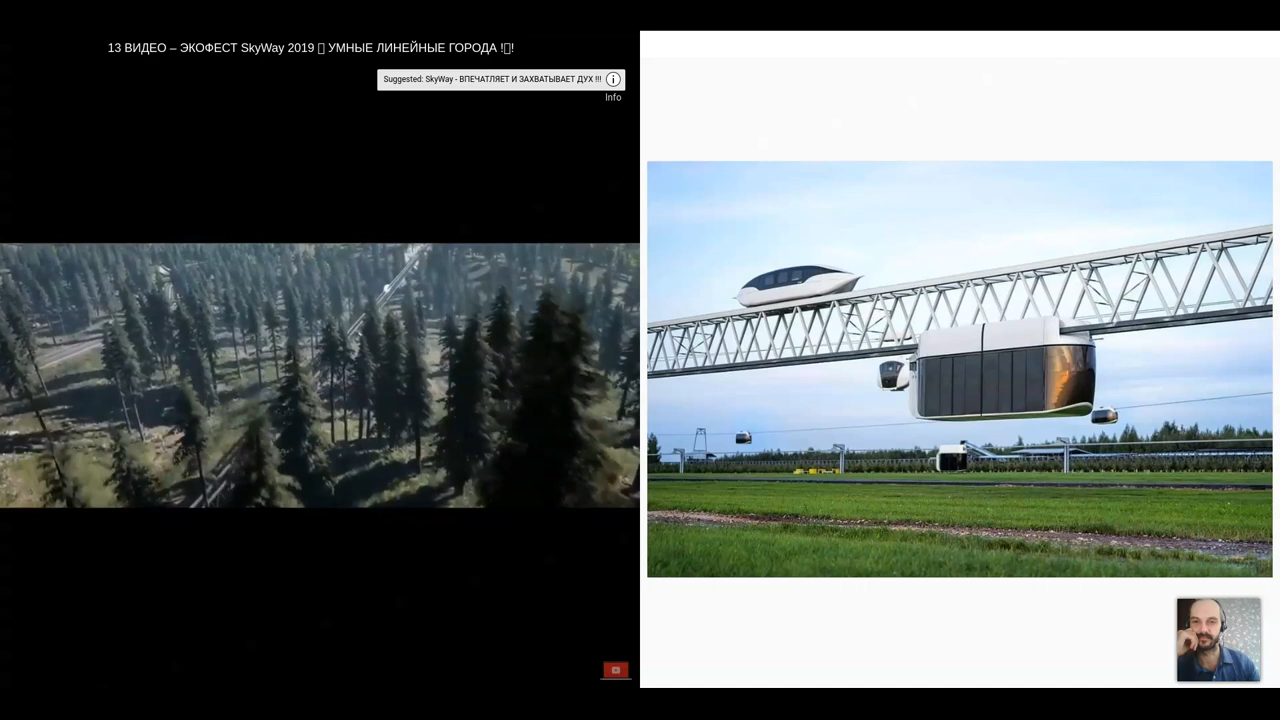 13 ВИДЕО – ЭКОФЕСТ SkyWay 2019 ▯ УМНЫЕ ЛИНЕЙНЫЕ ГОРОДА !▯!
Suggested: SkyWay - ВПЕЧАТЛЯЕТ И ЗАХВАТЫВАЕТ ДУХ !!!
Info